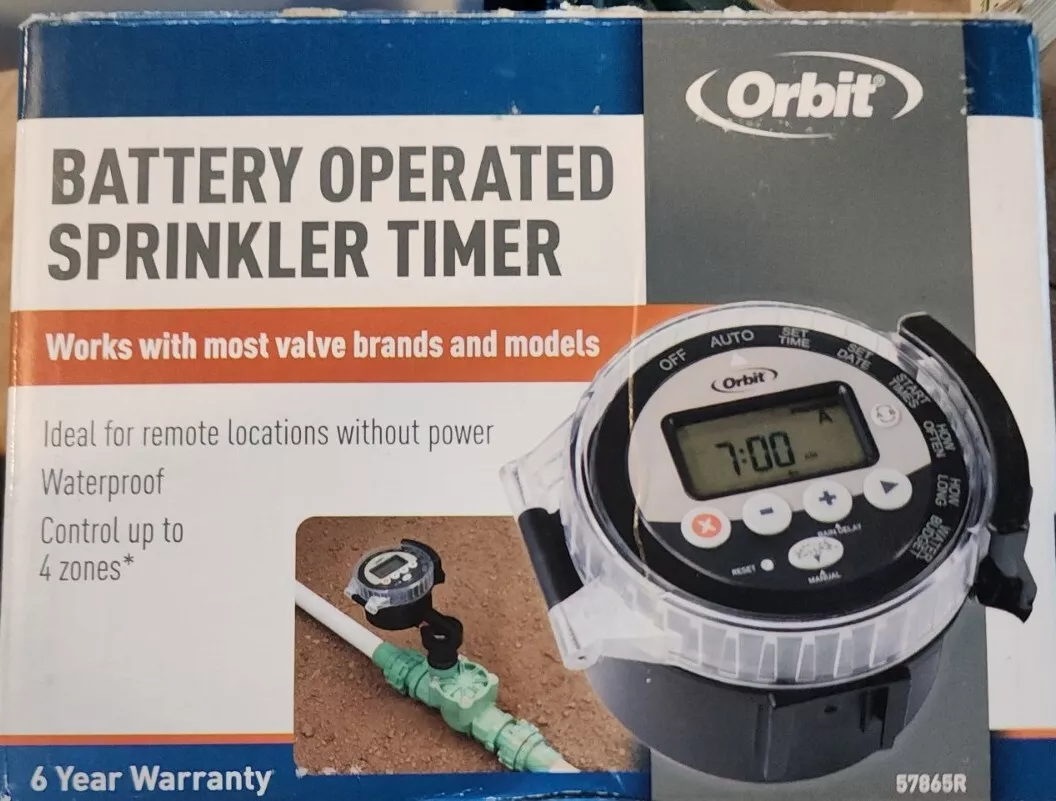 Orbit®
BATTERY OPERATED
SPRINKLER TIMER
Works with most valve brands and models
Ideal for remote locations without power
Waterproof
Control up to
4 zones*
OFF
AUTO
SET
TIME
SET
DATE
START
TIMES
HOW
OFTEN
HOW
LONG
WATER
BUDGET
Orbit
A
7:00 AM
RAIN DELAY
RESET
MANUAL
6 Year Warranty
57865R